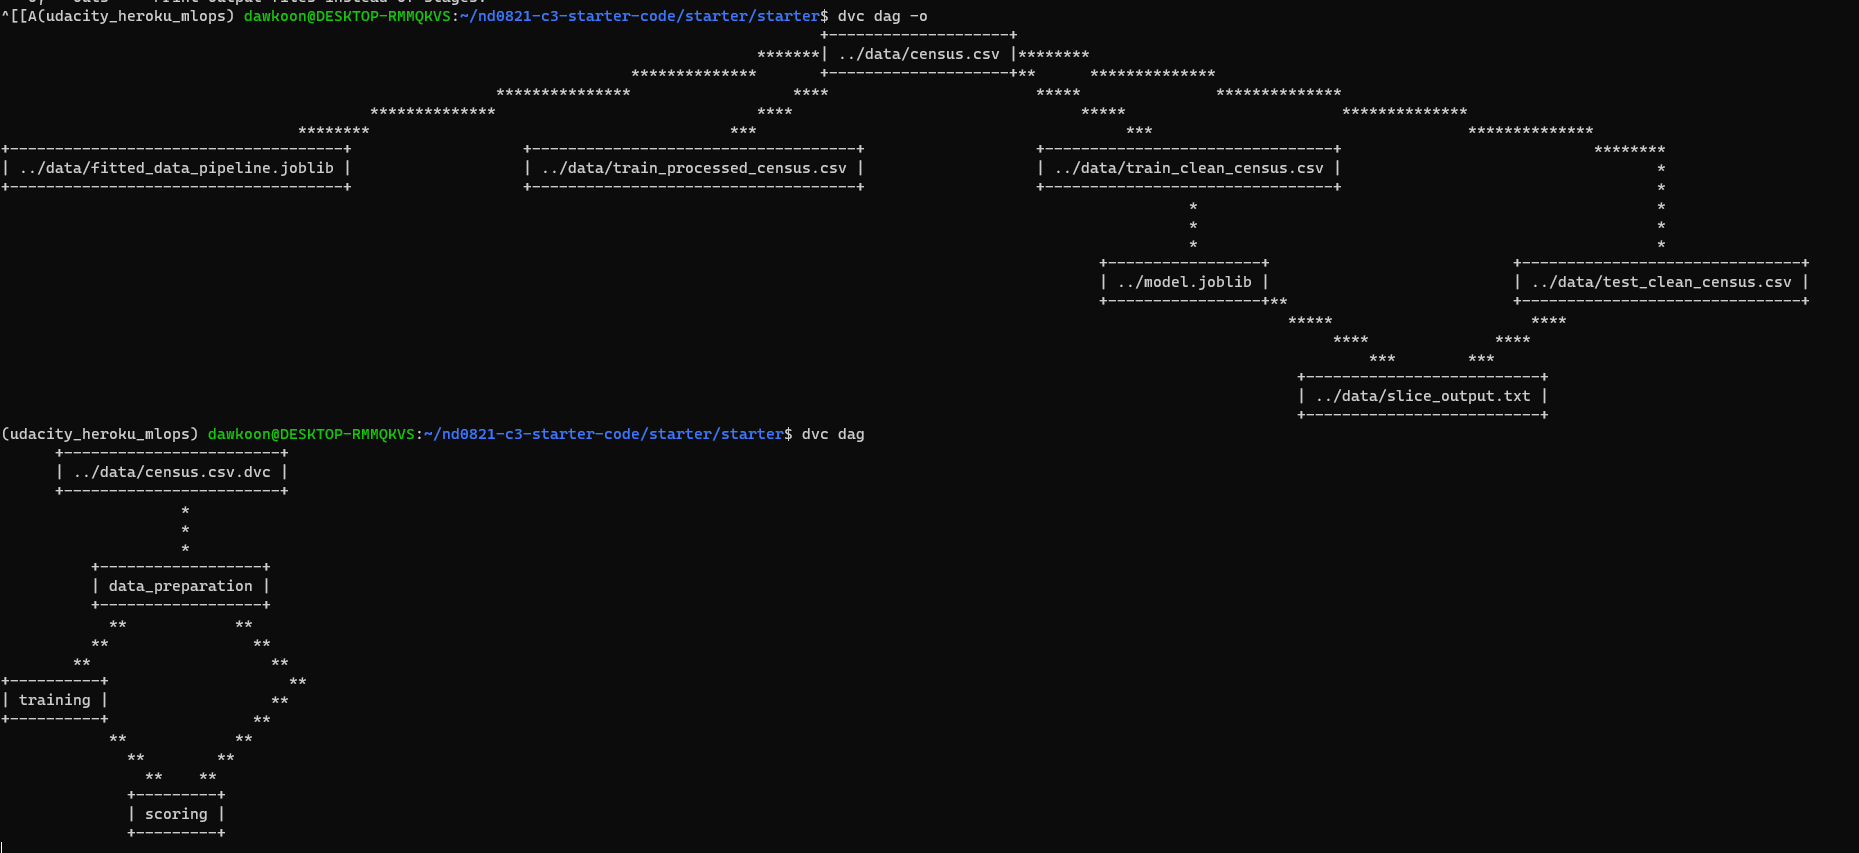 ^[[A(udacity_heroku_mlops) dawkoon@DESKTOP-RMMQKVS:~/nd0821-c3-starter-code/starter/starter$ dvc dag -o
../data/census.csv
../data/fitted_data_pipeline.joblib | ../data/train_processed_census.csv | ../data/train_clean_census.csv
../model.joblib | ../data/test_clean_census.csv
../data/slice_output.txt
(udacity_heroku_mlops) dawkoon@DESKTOP-RMMQKVS:~/nd0821-c3-starter-code/starter/starter$ dvc dag
../data/census.csv.dvc
data_preparation
training
scoring